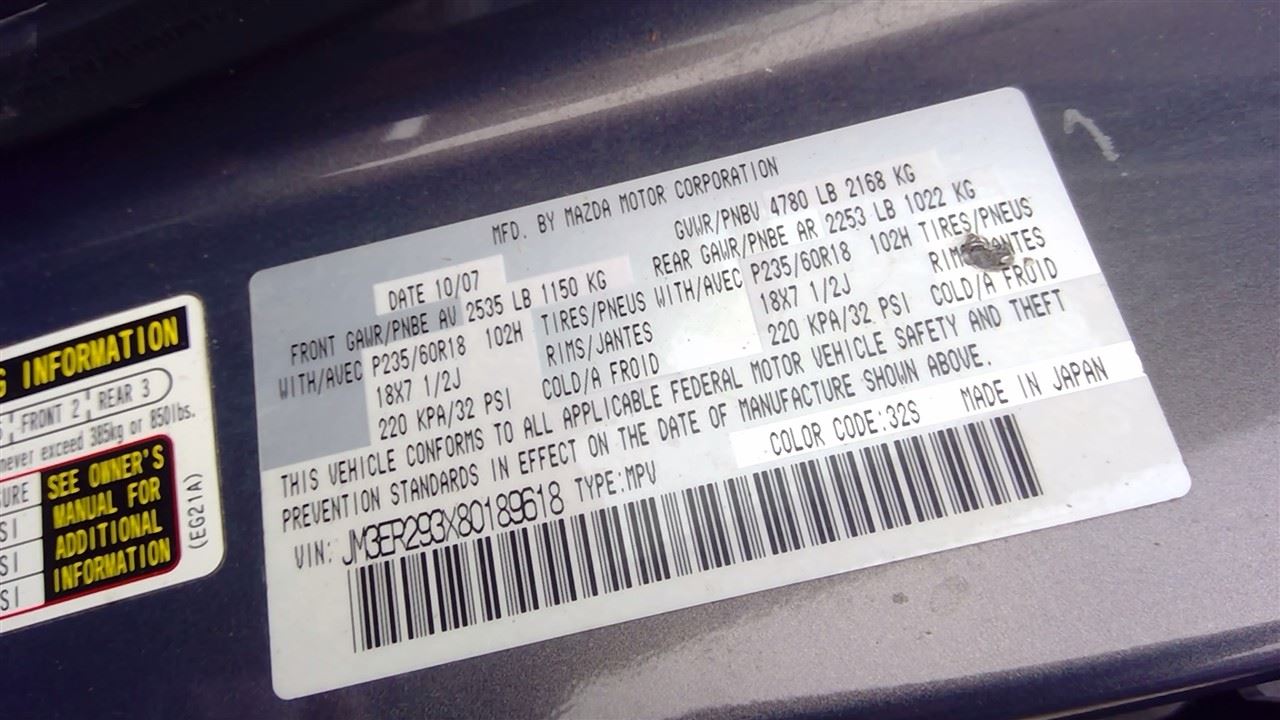 MFD. BY MAZDA MOTOR CORPORATION
DATE 10/07 GVWR/PNBV 4780 LB 2168 KG
FRONT GAWR/PNBE AV 2535 LB 1150 KG REAR GAWR/PNBE AR 2253 LB 1022 KG
WITH/AVEC P235/60R18 102H TIRES/PNEUS WITH/AVEC P235/60R18 102H TIRES/PNEUS
18X7 1/2J RIMS/JANTES 18X7 1/2J
220 KPA/32 PSI COLD/A FROID 220 KPA/32 PSI COLD/A FROID
THIS VEHICLE CONFORMS TO ALL APPLICABLE FEDERAL MOTOR VEHICLE SAFETY AND THEFT
PREVENTION STANDARDS IN EFFECT ON THE DATE OF MANUFACTURE SHOWN ABOVE.
VIN: JM3ER293X80189618 TYPE:MPV COLOR CODE:32S MADE IN JAPAN
G INFORMATION
FRONT 2 REAR 3
never exceed 385kg or 850lbs.
SEE OWNER'S
MANUAL FOR
ADDITIONAL
INFORMATION
(EG21A)